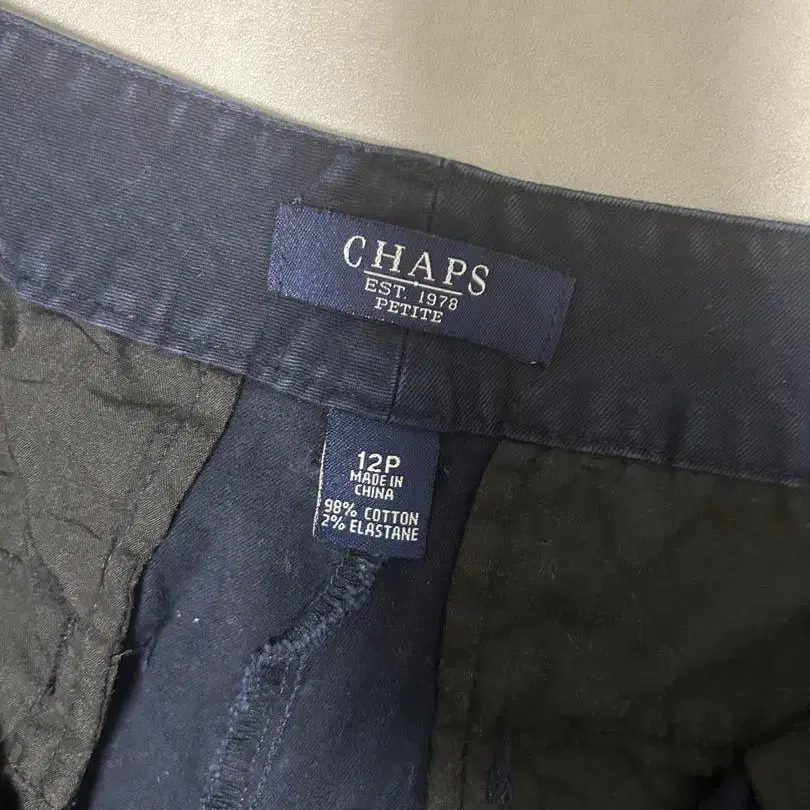 CHAPS
EST. 1978
PETITE
12P
MADE IN
CHINA
98% COTTON
2% ELASTANE